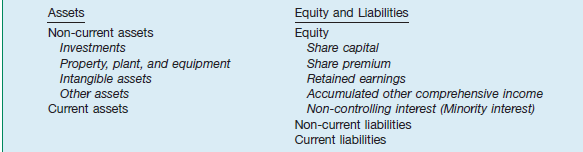 Assets
Non-current assets
Investments
Property, plant, and equipment
Intangible assets
Other assets
Current assets
Equity and Liabilities
Equity
Share capital
Share premium
Retained earnings
Accumulated other comprehensive income
Non-controlling interest (Minority interest)
Non-current liabilities
Current liabilities